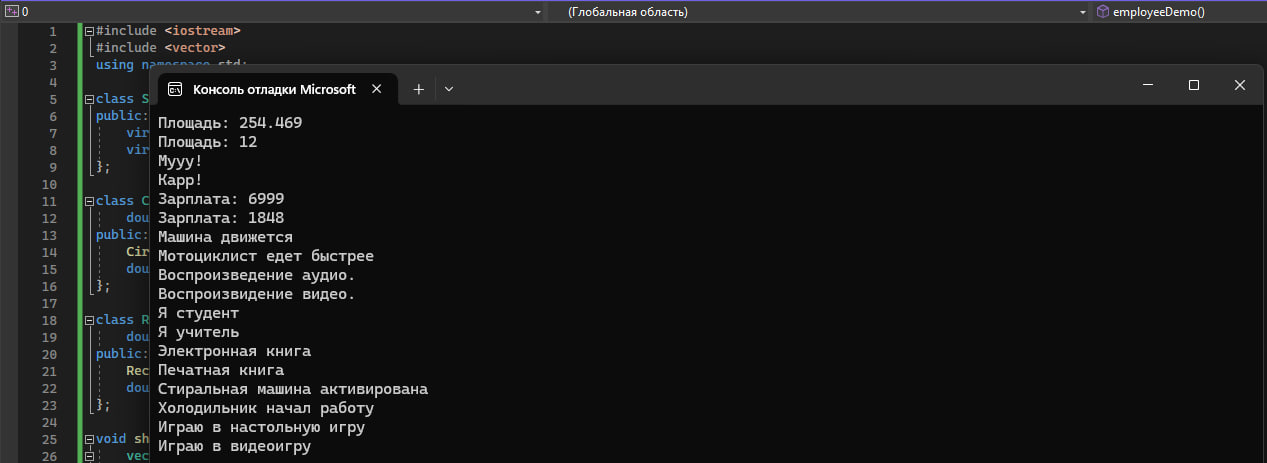 0 (Глобальная область) employeeDemo()
1 #include <iostream>
2 #include <vector>
3 using namespace std;
4
5 class S
6 public:
7 vir
8 vir
9 };
10
11 class C
12 dou
13 public:
14 Cir
15 dou
16 };
17
18 class R
19 dou
20 public:
21 Rec
22 dou
23 };
24
25 void sh
26 vec
Консоль отладки Microsoft
Площадь: 254.469
Площадь: 12
Мууу!
Карр!
Зарплата: 6999
Зарплата: 1848
Машина движется
Мотоциклист едет быстрее
Воспроизведение аудио.
Воспроизвидение видео.
Я студент
Я учитель
Электронная книга
Печатная книга
Стиральная машина активирована
Холодильник начал работу
Играю в настольную игру
Играю в видеоигру